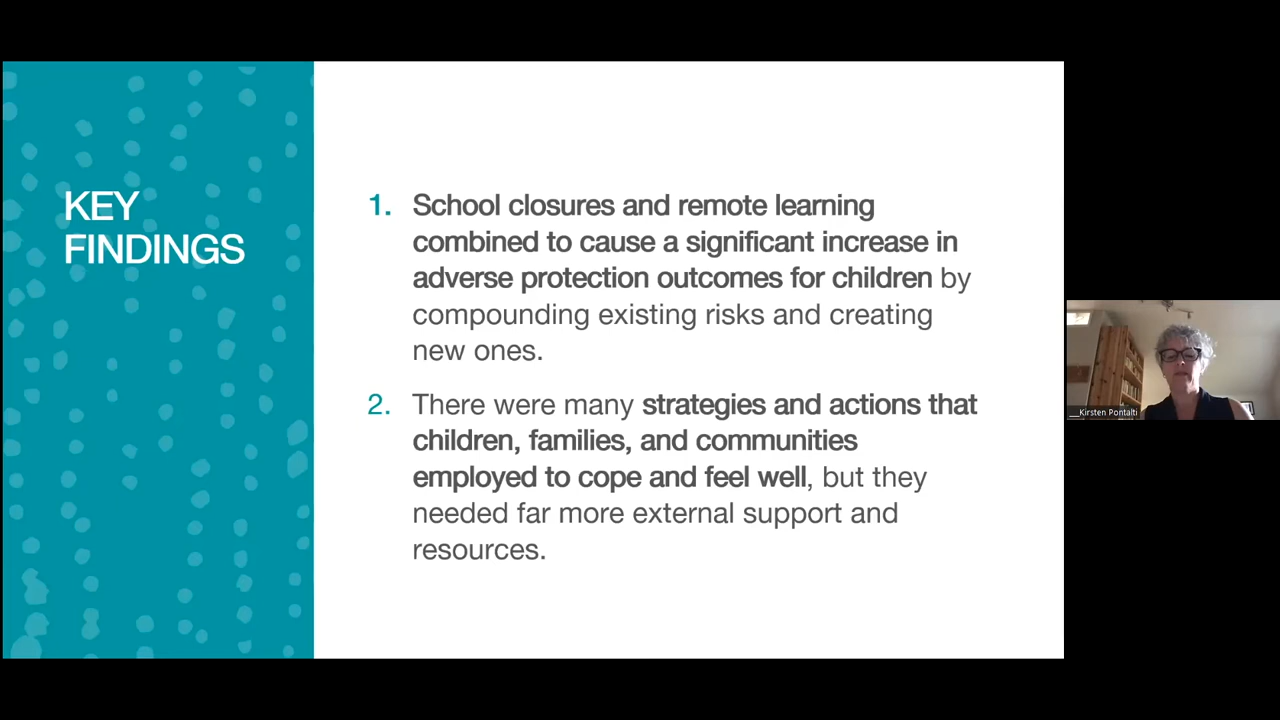 KEY
FINDINGS
1. School closures and remote learning
combined to cause a significant increase in
adverse protection outcomes for children by
compounding existing risks and creating
new ones.
2. There were many strategies and actions that
children, families, and communities
employed to cope and feel well, but they
needed far more external support and
resources.
__Kirsten Pontalti